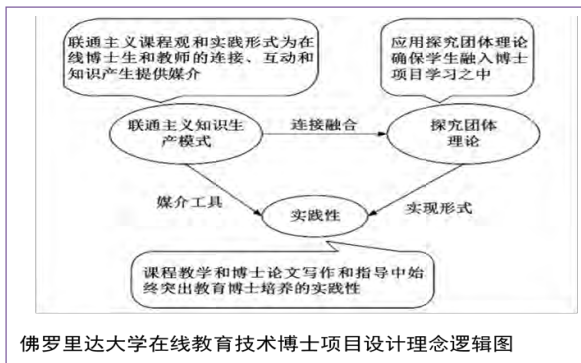 联通主义课程观和实践形式为在
线博士生和教师的连接、互动和
知识产生提供媒介
应用探究团体理论
确保学生融入博士
项目学习之中
联通主义知识生
产模式
连接融合
探究团体
理论
媒介工具
实践性
实现形式
课程教学和博士论文写作和指导中始
终突出教育博士培养的实践性
佛罗里达大学在线教育技术博士项目设计理念逻辑图